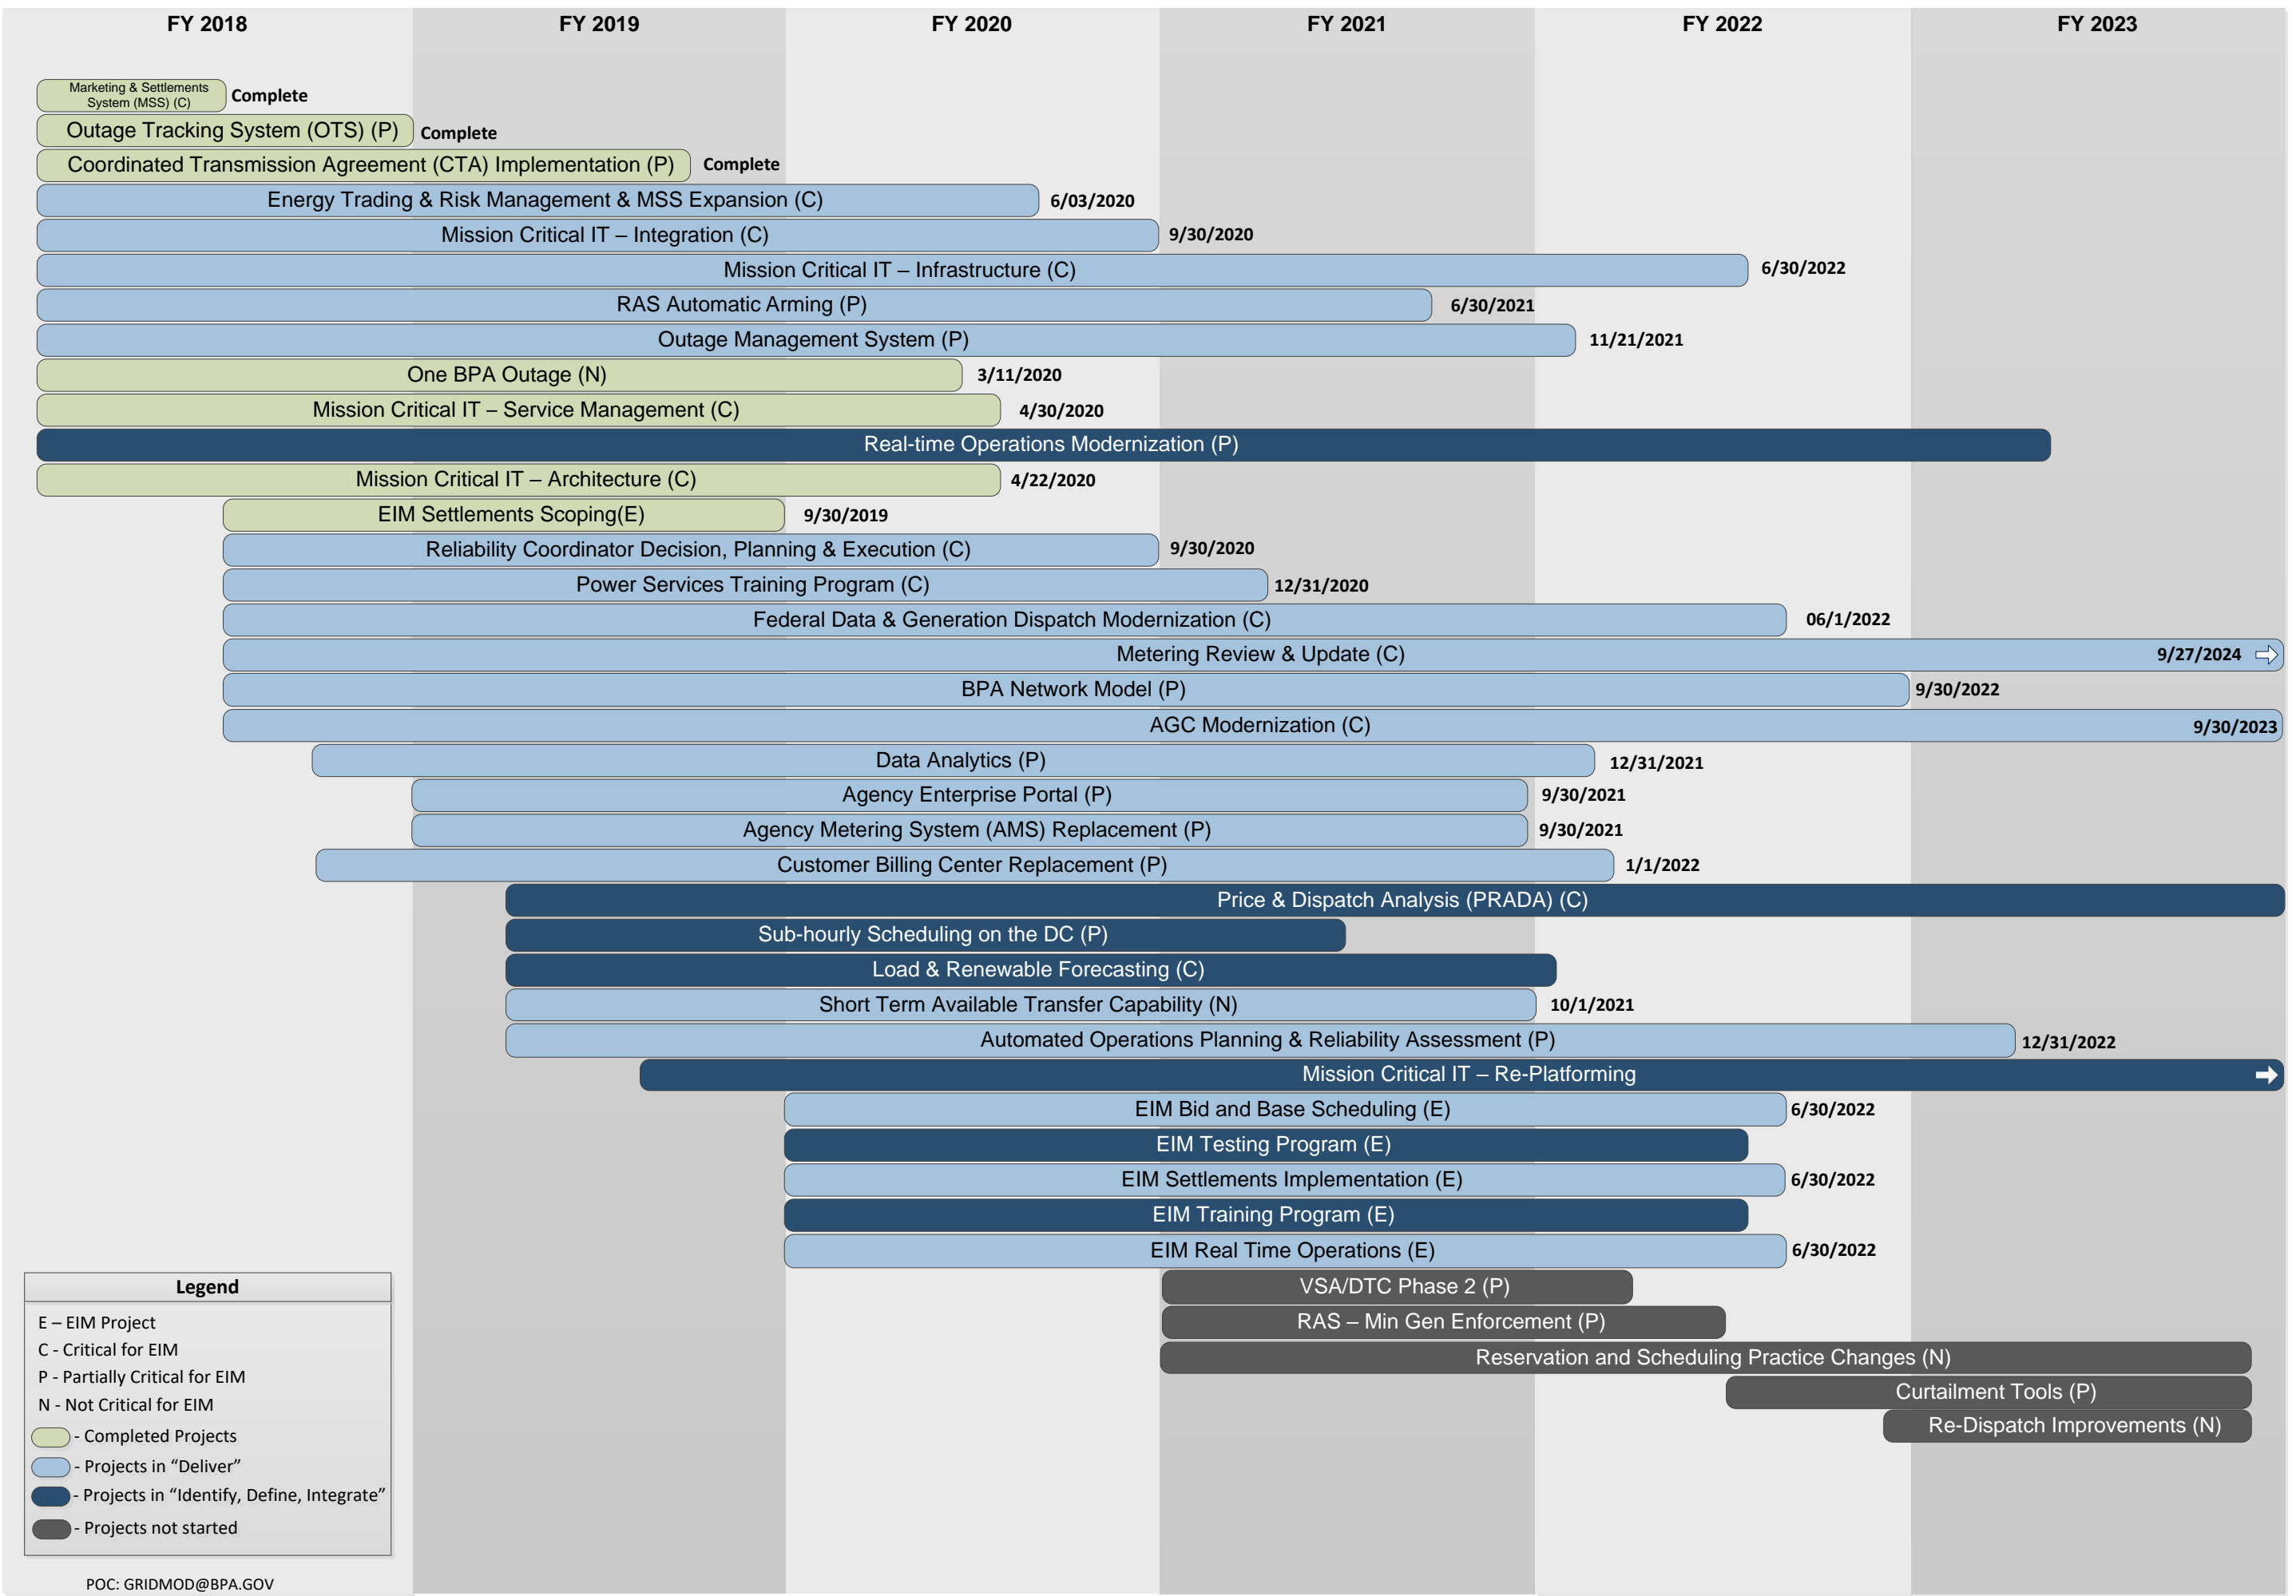 FY 2018 FY 2019 FY 2020 FY 2021 FY 2022 FY 2023
Marketing & Settlements
System (MSS) (C)
Complete
Outage Tracking System (OTS) (P) Complete
Coordinated Transmission Agreement (CTA) Implementation (P) Complete
Energy Trading & Risk Management & MSS Expansion (C) 6/03/2020
Mission Critical IT – Integration (C) 9/30/2020
Mission Critical IT – Infrastructure (C) 6/30/2022
RAS Automatic Arming (P) 6/30/2021
Outage Management System (P) 11/21/2021
One BPA Outage (N) 3/11/2020
Mission Critical IT – Service Management (C) 4/30/2020
Real-time Operations Modernization (P)
Mission Critical IT – Architecture (C) 4/22/2020
EIM Settlements Scoping(E) 9/30/2019
Reliability Coordinator Decision, Planning & Execution (C) 9/30/2020
Power Services Training Program (C) 12/31/2020
Federal Data & Generation Dispatch Modernization (C) 06/1/2022
Metering Review & Update (C) 9/27/2024
BPA Network Model (P) 9/30/2022
AGC Modernization (C) 9/30/2023
Data Analytics (P) 12/31/2021
Agency Enterprise Portal (P) 9/30/2021
Agency Metering System (AMS) Replacement (P) 9/30/2021
Customer Billing Center Replacement (P) 1/1/2022
Price & Dispatch Analysis (PRADA) (C)
Sub-hourly Scheduling on the DC (P)
Load & Renewable Forecasting (C)
Short Term Available Transfer Capability (N) 10/1/2021
Automated Operations Planning & Reliability Assessment (P) 12/31/2022
Mission Critical IT – Re-Platforming
EIM Bid and Base Scheduling (E) 6/30/2022
EIM Testing Program (E)
EIM Settlements Implementation (E) 6/30/2022
EIM Training Program (E)
EIM Real Time Operations (E) 6/30/2022
VSA/DTC Phase 2 (P)
RAS – Min Gen Enforcement (P)
Reservation and Scheduling Practice Changes (N)
Curtailment Tools (P)
Re-Dispatch Improvements (N)
Legend
E – EIM Project
C - Critical for EIM
P - Partially Critical for EIM
N - Not Critical for EIM
- Completed Projects
- Projects in “Deliver”
- Projects in “Identify, Define, Integrate”
- Projects not started
POC: GRIDMOD@BPA.GOV